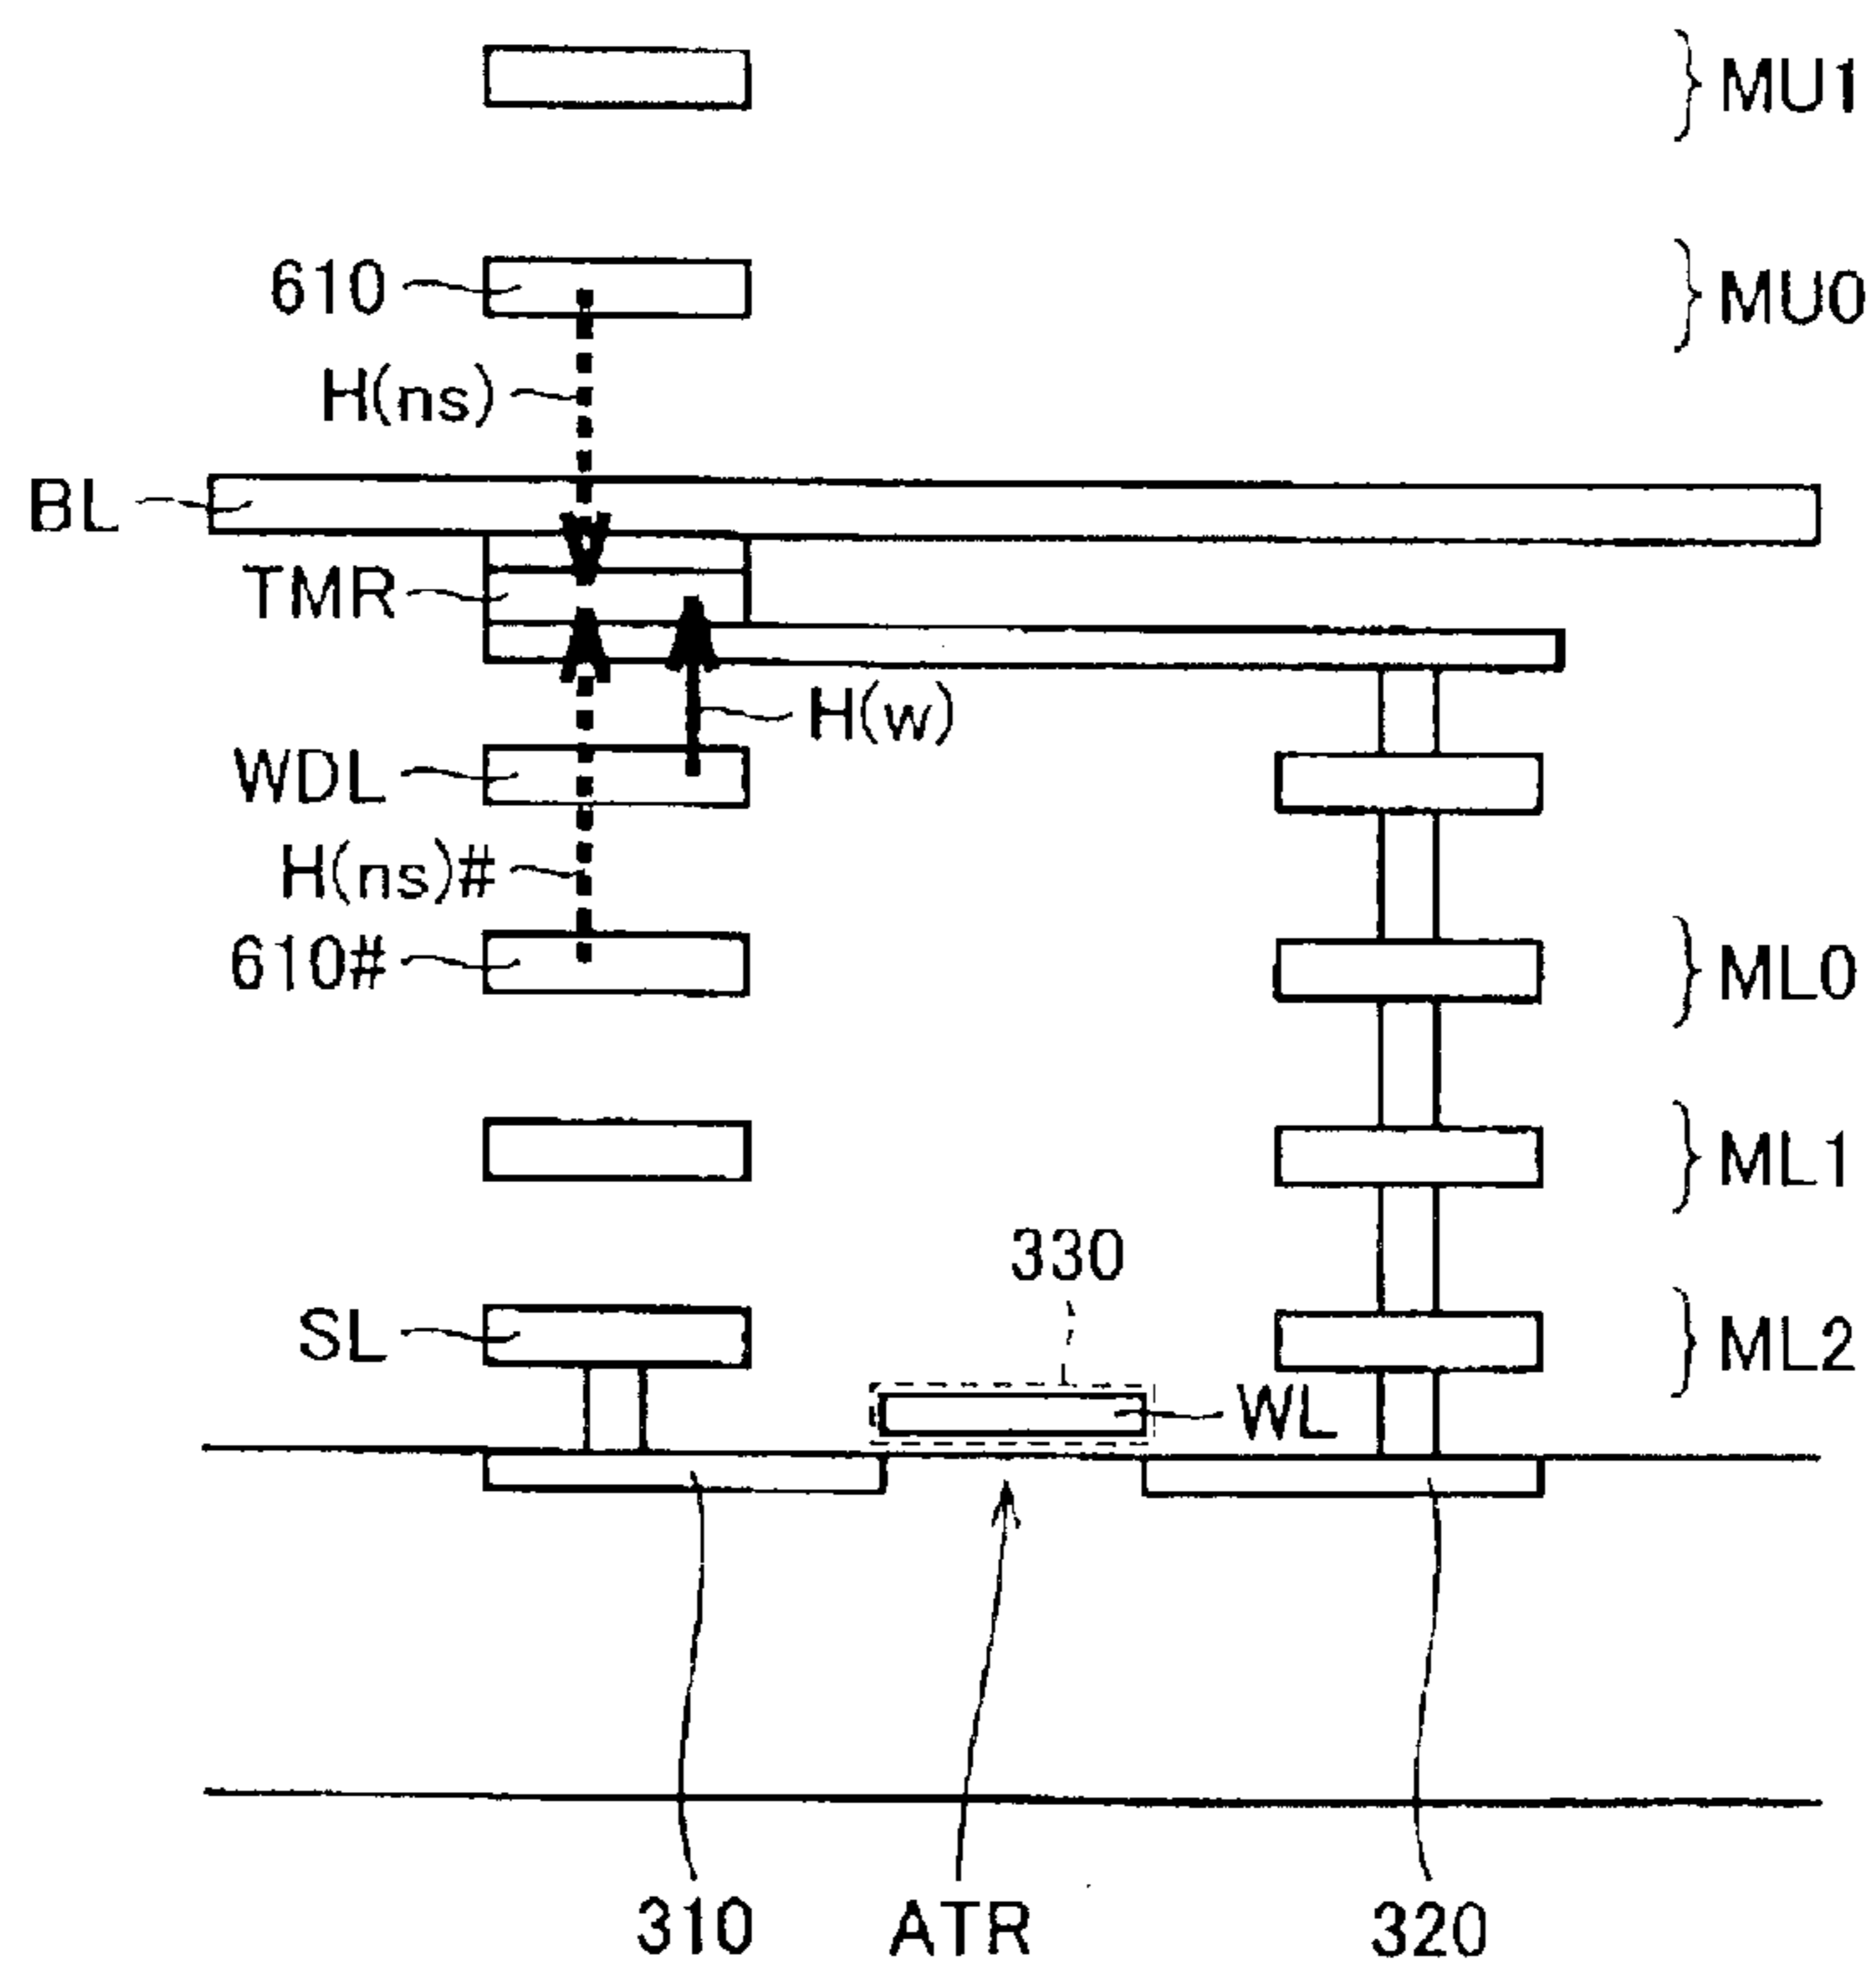 MU1
610
MU0
H(ns)
BL
TMR
H(w)
WDL
H(ns)#
610#
ML0
ML1
330
SL
ML2
WL
310
ATR
320